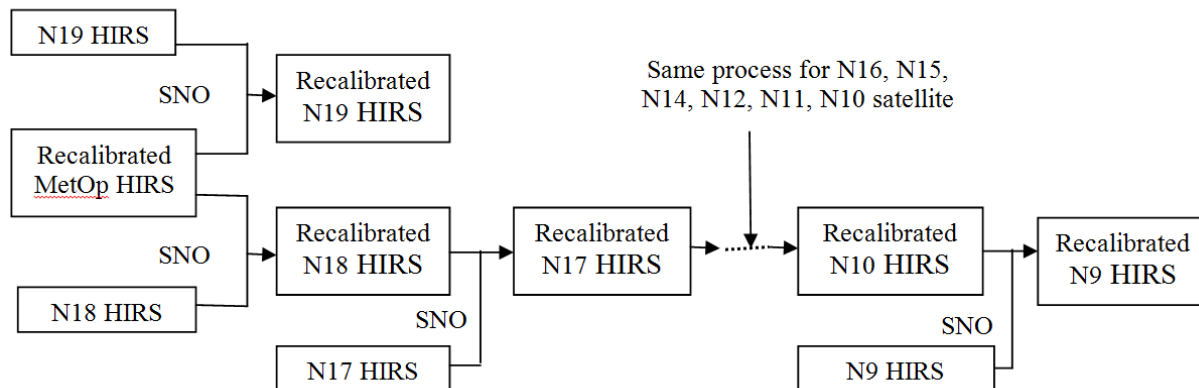 N19 HIRS
SNO
Recalibrated
N19 HIRS
Recalibrated
MetOp HIRS
SNO
N18 HIRS
Recalibrated
N18 HIRS
SNO
N17 HIRS
Recalibrated
N17 HIRS
Same process for N16, N15,
N14, N12, N11, N10 satellite
Recalibrated
N10 HIRS
SNO
N9 HIRS
Recalibrated
N9 HIRS